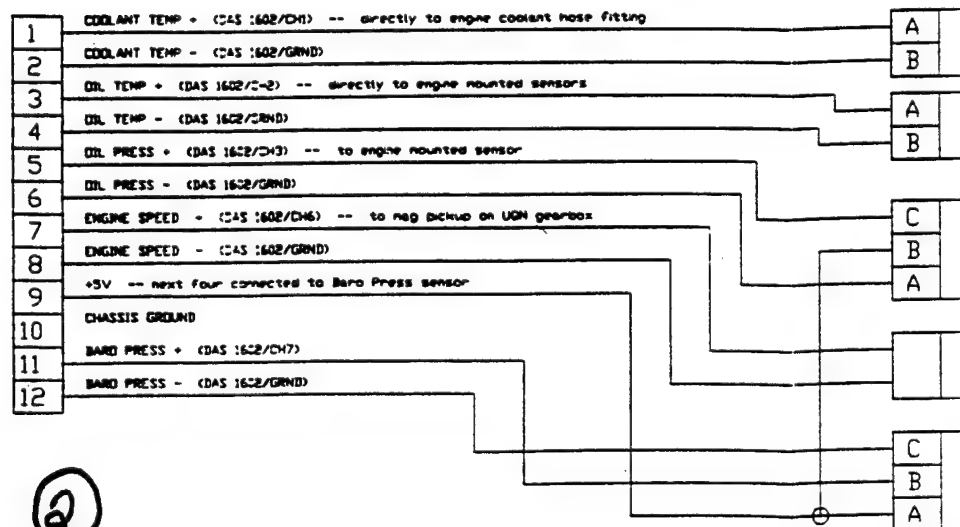 1 COOLANT TEMP + (DAS 1602/CH1) -- directly to engine coolant hose fitting A
2 COOLANT TEMP - (DAS 1602/GRND) B
3 OIL TEMP + (DAS 1602/CH2) -- directly to engine mounted sensors A
4 OIL TEMP - (DAS 1602/GRND) B
5 OIL PRESS + (DAS 1602/CH3) -- to engine mounted sensor C
6 OIL PRESS - (DAS 1602/GRND) B
7 ENGINE SPEED + (DAS 1602/CH6) -- to mag pickup on UGN gearbox
8 ENGINE SPEED - (DAS 1602/GRND) A
9 +5V -- next four connected to Baro Press sensor
10 CHASSIS GROUND
11 BARO PRESS + (DAS 1602/CH7)
12 BARO PRESS - (DAS 1602/GRND)
C
B
A
2